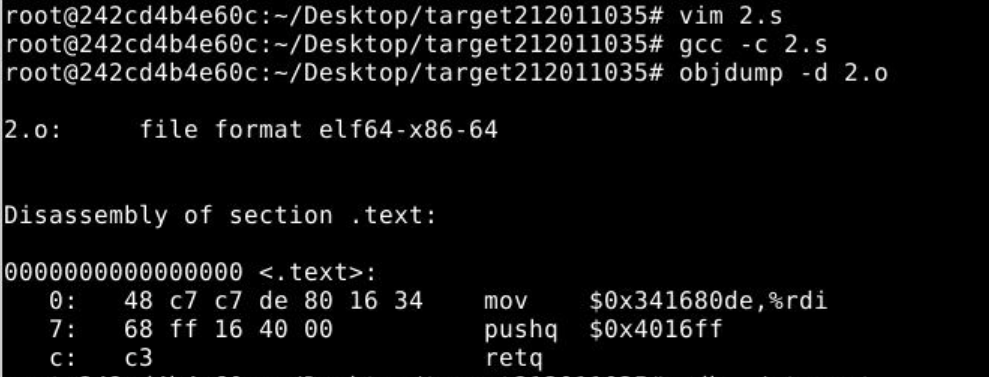 root@242cd4b4e60c:~/Desktop/target212011035# vim 2.s
root@242cd4b4e60c:~/Desktop/target212011035# gcc -c 2.s
root@242cd4b4e60c:~/Desktop/target212011035# objdump -d 2.o
2.o:     file format elf64-x86-64
Disassembly of section .text:
0000000000000000 <.text>:
   0:   48 c7 c7 de 80 16 34    mov    $0x341680de,%rdi
   7:   68 ff 16 40 00          pushq  $0x4016ff
   c:   c3                      retq